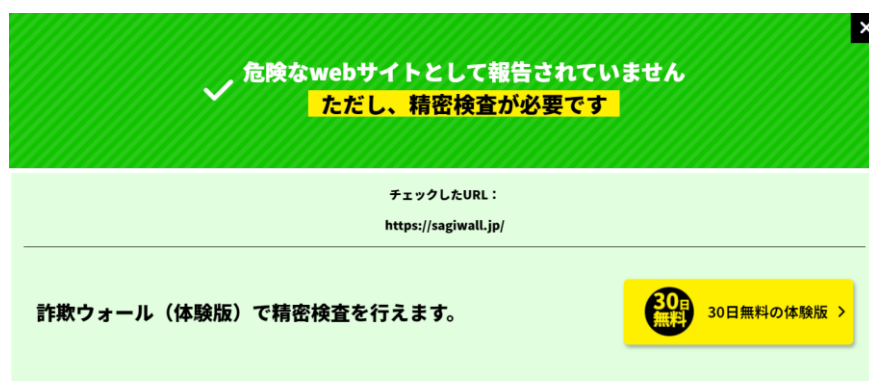 ×
危険なwebサイトとして報告されていません
ただし、精密検査が必要です
チェックしたURL：
https://sagiwall.jp/
詐欺ウォール（体験版）で精密検査を行えます。
30日
無料
30日無料の体験版 >